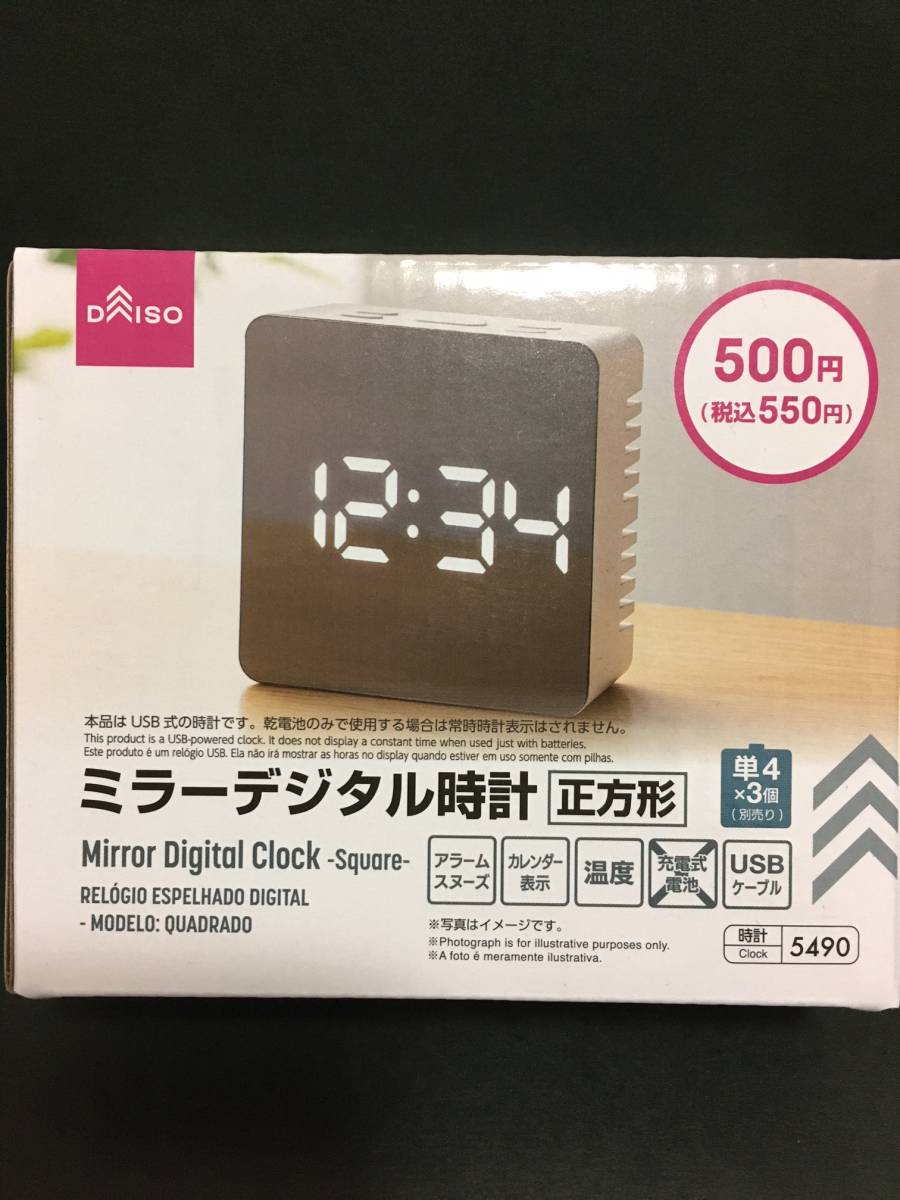 DAISO
500円
(税込550円)
12:34
本品は USB 式の時計です。乾電池のみで使用する場合は常時時計表示はされません。
This product is a USB-powered clock. It does not display a constant time when used just with batteries.
Este produto é um relógio USB. Ela não irá mostrar as horas no display quando estiver em uso somente com pilhas.
ミラーデジタル時計 正方形
単4
×3個
(別売り)
Mirror Digital Clock -Square-
RELÓGIO ESPELHADO DIGITAL
- MODELO: QUADRADO
アラーム
スヌーズ
カレンダー
表示
温度
充電式
電池
USB
ケーブル
※写真はイメージです。
※Photograph is for illustrative purposes only.
※A foto é meramente ilustrativa.
時計
Clock
5490